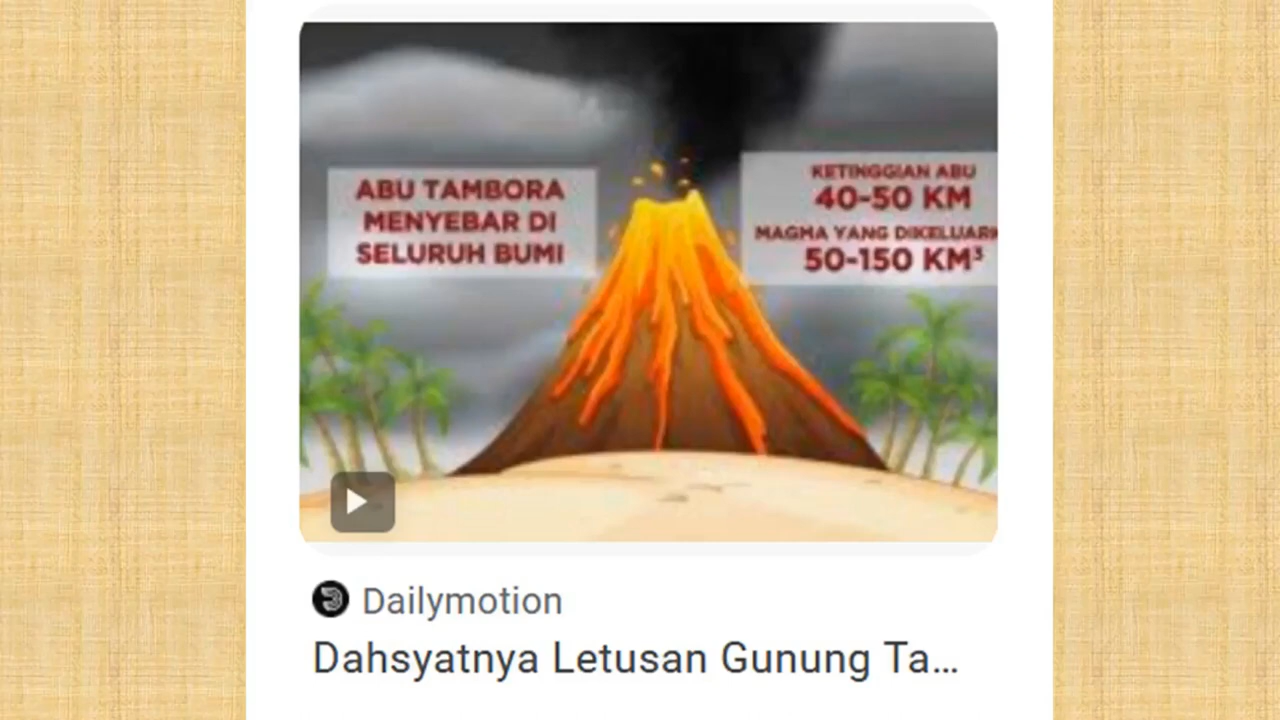 ABU TAMBORA
MENYEBAR DI
SELURUH BUMI
KETINGGIAN ABU
40-50 KM
MAGMA YANG DIKELUARK
50-150 KM³
Dailymotion
Dahsyatnya Letusan Gunung Ta...